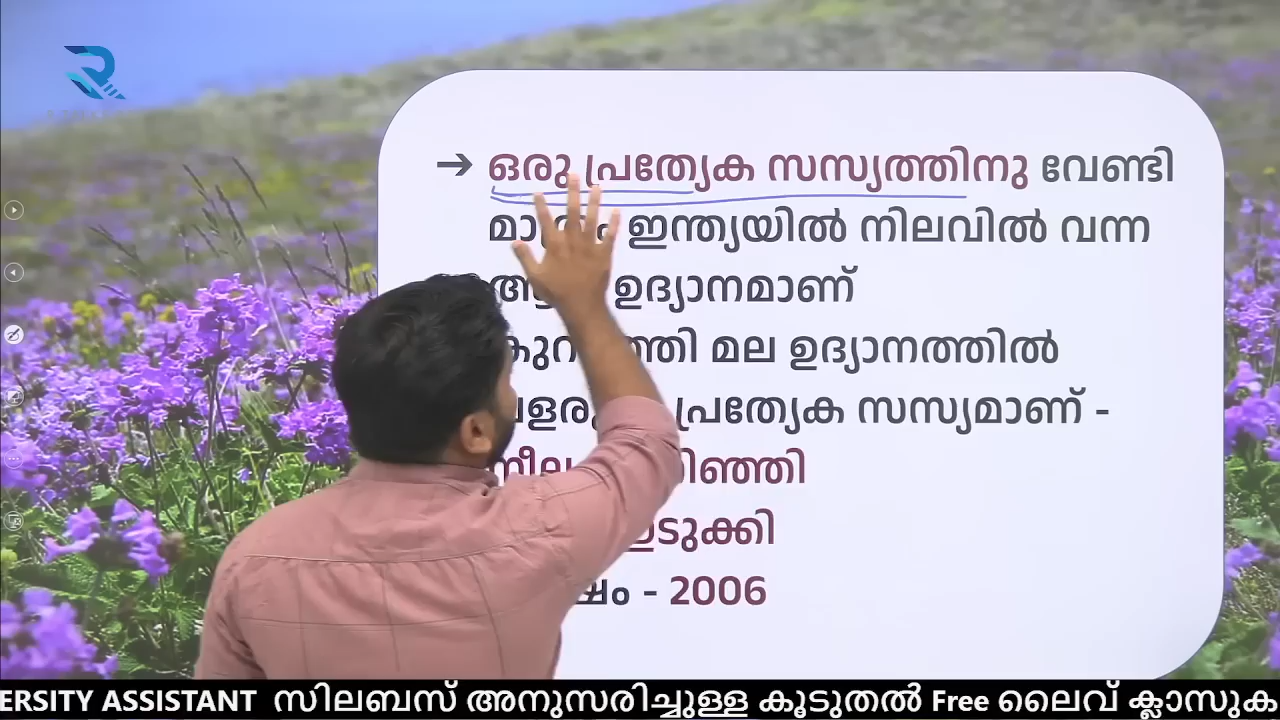 ➔ ഒരു പ്രത്യേക സസ്യത്തിനു വേണ്ടി
ഇന്ത്യയിൽ നിലവിൽ വന്ന
ഉദ്യാനമാണ്
മല ഉദ്യാനത്തിൽ
പ്രത്യേക സസ്യമാണ് -
ഇടുക്കി
- 2006
ERSITY ASSISTANT സിലബസ് അനുസരിച്ചുള്ള കൂടുതൽ Free ലൈവ് ക്ലാസുക